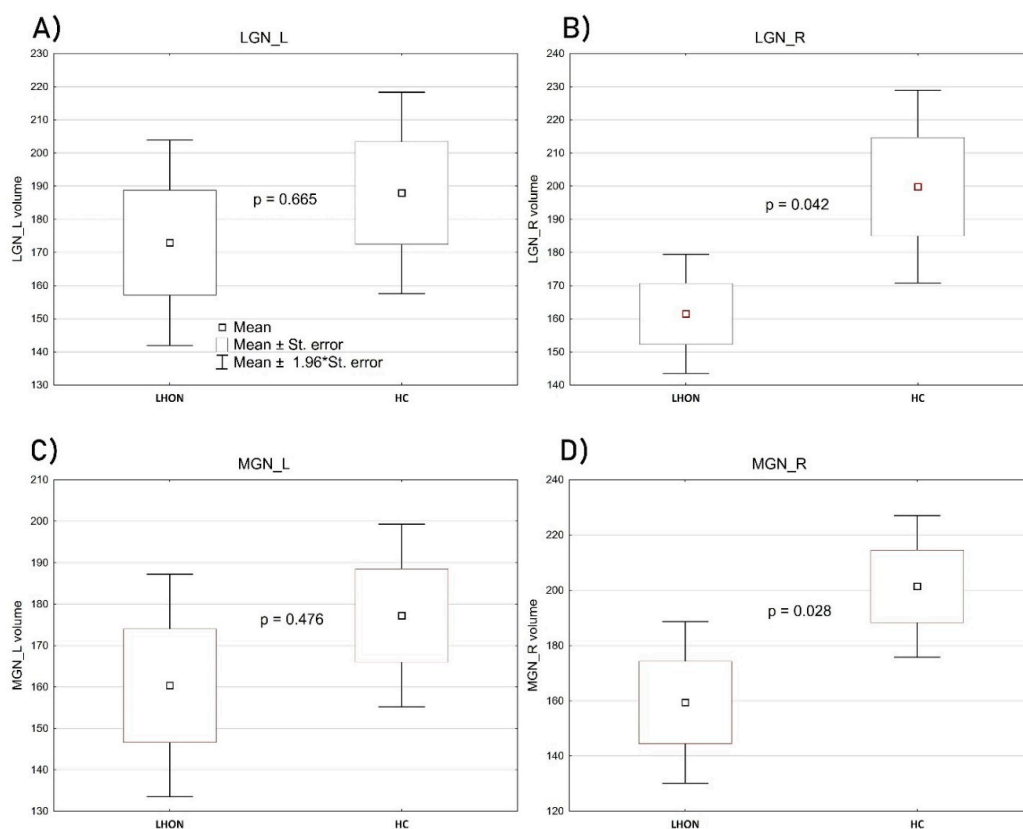 A)
LGN_L
230
220
210
200
190
180
170
160
150
140
130
LGN_L volume
p = 0.665
Mean
Mean ± St. error
Mean ± 1.96*St. error
LHON
HC
B)
LGN_R
240
230
220
210
200
190
180
170
160
150
140
LGN_R volume
p = 0.042
LHON
HC
C)
MGN_L
210
200
190
180
170
160
150
140
130
MGN_L volume
p = 0.476
LHON
HC
D)
MGN_R
240
220
200
180
160
140
120
MGN_R volume
p = 0.028
LHON
HC